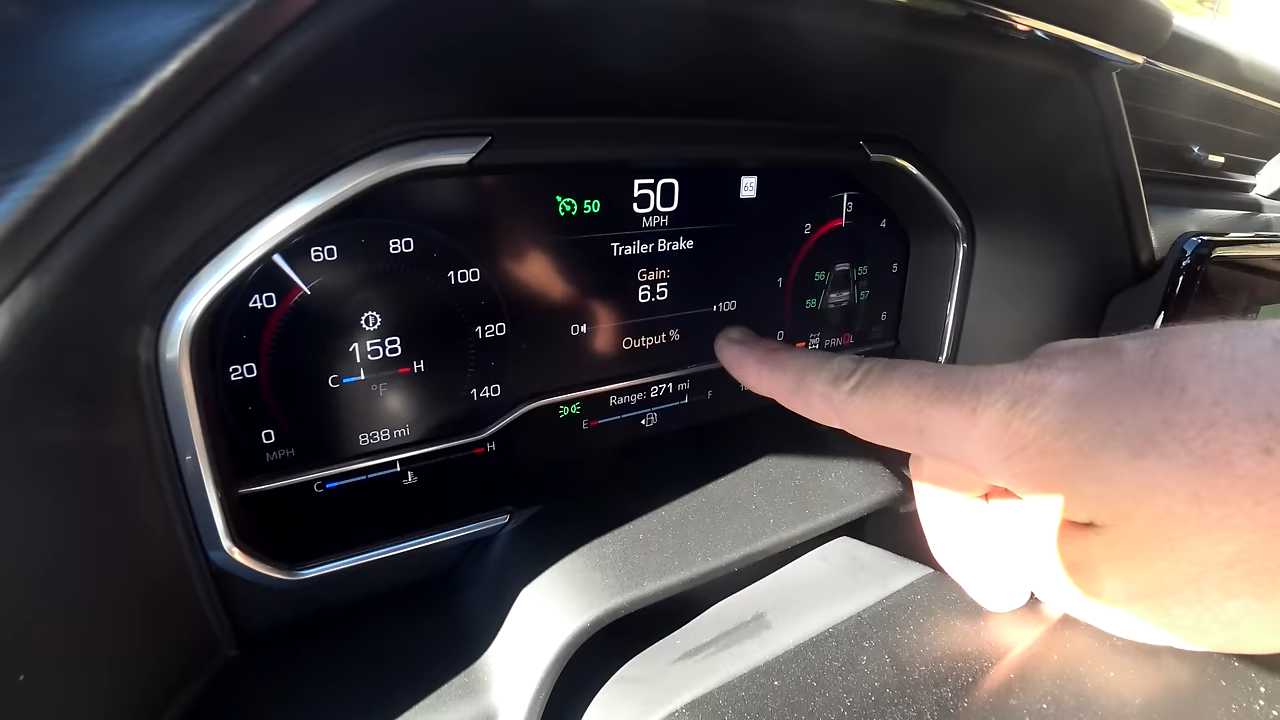 50
50
MPH
65
Trailer Brake
Gain:
6.5
0
100
Output %
0
20
40
60
80
100
120
140
MPH
158
C H
°F
838 mi
C H
Range: 271 mi
E F
0
1
2
3
4
5
6
56 55
58 57
2WD
PRNDL